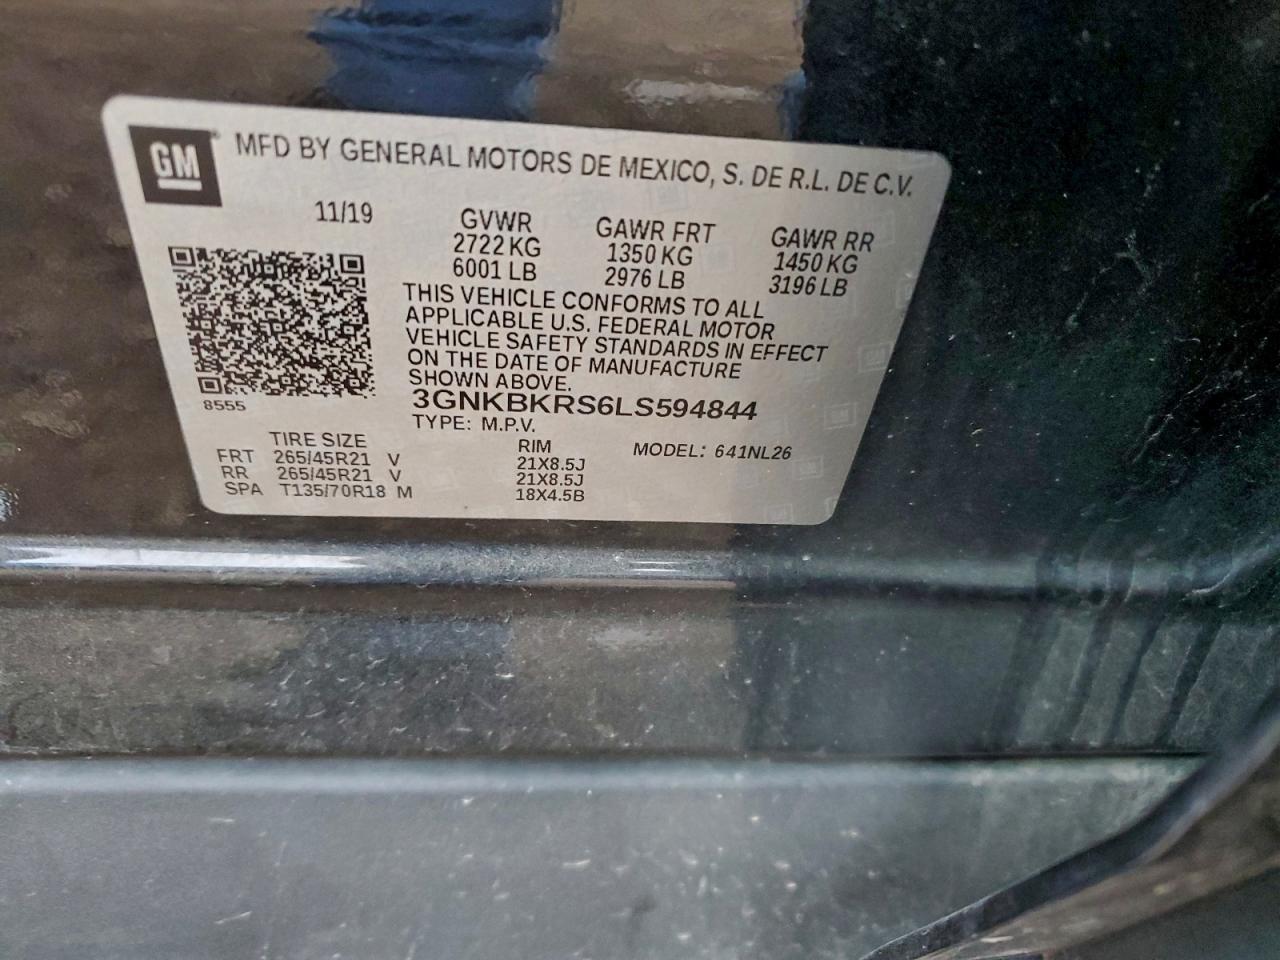 GM
MFD BY GENERAL MOTORS DE MEXICO, S. DE R.L. DE C.V.
11/19
GVWR GAWR FRT GAWR RR
2722 KG 1350 KG 1450 KG
6001 LB 2976 LB 3196 LB
THIS VEHICLE CONFORMS TO ALL
APPLICABLE U.S. FEDERAL MOTOR
VEHICLE SAFETY STANDARDS IN EFFECT
ON THE DATE OF MANUFACTURE
SHOWN ABOVE.
8555
3GNKBKRS6LS594844
TYPE: M.P.V.
TIRE SIZE RIM MODEL: 641NL26
FRT 265/45R21 V 21X8.5J
RR 265/45R21 V 21X8.5J
SPA T135/70R18 M 18X4.5B